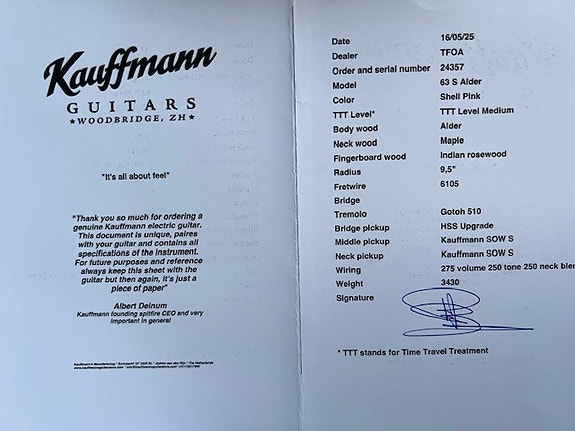 Kauffmann
GUITARS
★WOODBRIDGE, ZH★
"It's all about feel"
"Thank you so much for ordering a
genuine Kauffmann electric guitar.
This document is unique, paires
with your guitar and contains all
specifications of the instrument.
For future purposes and reference
always keep this sheet with the
guitar but then again, it's just a
piece of paper"
Albert Deinum
Kauffmann founding spitfire CEO and very
important in general
Date 16/05/25
Dealer TFOA
Order and serial number 24357
Model 63 S Alder
Color Shell Pink
TTT Level* TTT Level Medium
Body wood Alder
Neck wood Maple
Fingerboard wood Indian rosewood
Radius 9,5"
Fretwire 6105
Bridge
Tremolo Gotoh 510
Bridge pickup HSS Upgrade
Middle pickup Kauffmann SOW S
Neck pickup Kauffmann SOW S
Wiring 275 volume 250 tone 250 neck
Weight 3430
Signature
* TTT stands for Time Travel Treatment